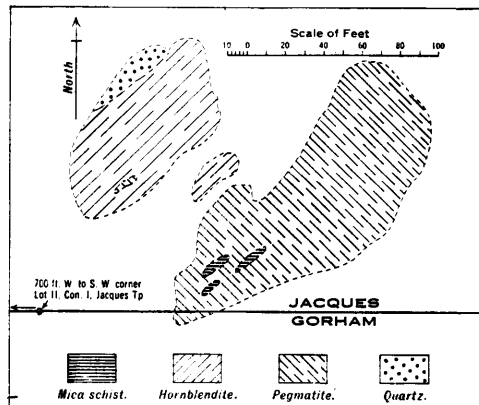 Scale of Feet
10 0 20 40 60 80 100
North
700 ft. W to S. W corner
Lot 11, Con. I, Jacques Tp
JACQUES
GORHAM
Mica schist. Hornblendite. Pegmatite. Quartz.